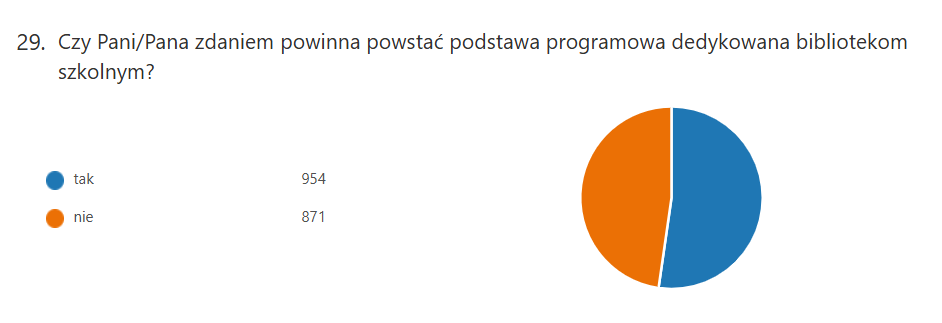 29. Czy Pani/Pana zdaniem powinna powstać podstawa programowa dedykowana bibliotekom
szkolnym?
tak 954
nie 871